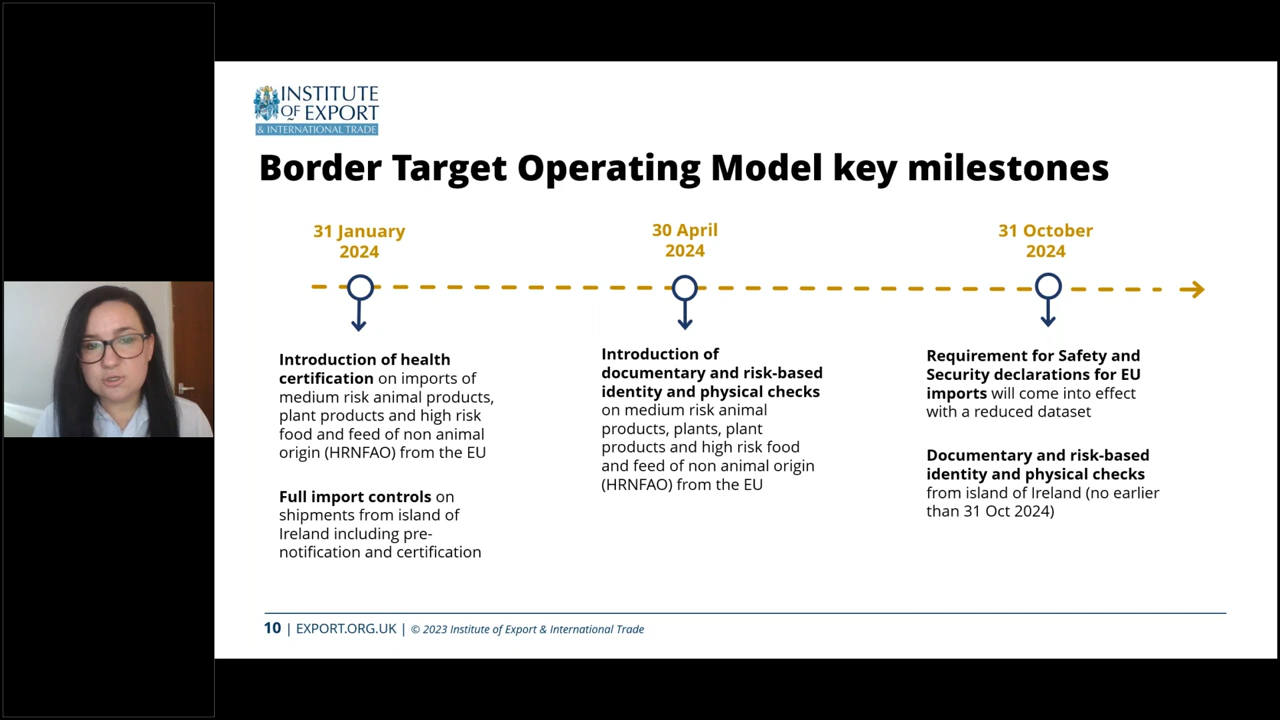 INSTITUTE
OF EXPORT
& INTERNATIONAL TRADE
Border Target Operating Model key milestones
31 January
2024
Introduction of health
certification on imports of
medium risk animal products,
plant products and high risk
food and feed of non animal
origin (HRNFAO) from the EU
Full import controls on
shipments from island of
Ireland including pre-
notification and certification
30 April
2024
Introduction of
documentary and risk-based
identity and physical checks
on medium risk animal
products, plants, plant
products and high risk food
and feed of non animal origin
(HRNFAO) from the EU
31 October
2024
Requirement for Safety and
Security declarations for EU
imports will come into effect
with a reduced dataset
Documentary and risk-based
identity and physical checks
from island of Ireland (no earlier
than 31 Oct 2024)
10 | EXPORT.ORG.UK | © 2023 Institute of Export & International Trade